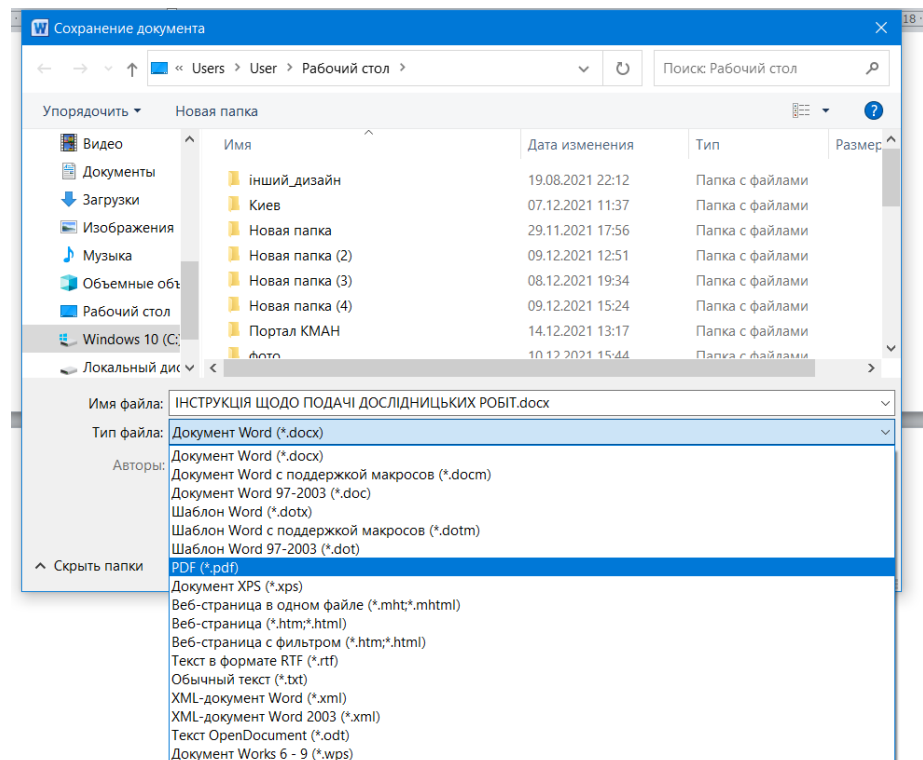 18
Сохранение документа
« Users > User > Рабочий стол >
Поиск: Рабочий стол
Упорядочить
Новая папка
?
Имя Дата изменения Тип Размер
Видео
Документы
Загрузки
Изображения
Музыка
Объемные объ
Рабочий стол
Windows 10 (C:)
Локальный дис
інший_дизайн 19.08.2021 22:12 Папка с файлами
Киев 07.12.2021 11:37 Папка с файлами
Новая папка 29.11.2021 17:56 Папка с файлами
Новая папка (2) 09.12.2021 12:51 Папка с файлами
Новая папка (3) 08.12.2021 19:34 Папка с файлами
Новая папка (4) 09.12.2021 15:24 Папка с файлами
Портал КМАН 14.12.2021 13:17 Папка с файлами
фото 10.12.2021 15:44 Папка с файлами
Имя файла: ІНСТРУКЦІЯ ЩОДО ПОДАЧІ ДОСЛІДНИЦЬКИХ РОБІТ.docx
Тип файла: Документ Word (*.docx)
Авторы:
Скрыть папки
Документ Word (*.docx)
Документ Word с поддержкой макросов (*.docm)
Документ Word 97-2003 (*.doc)
Шаблон Word (*.dotx)
Шаблон Word с поддержкой макросов (*.dotm)
Шаблон Word 97-2003 (*.dot)
PDF (*.pdf)
Документ XPS (*.xps)
Веб-страница в одном файле (*.mht;*.mhtml)
Веб-страница (*.htm;*.html)
Веб-страница с фильтром (*.htm;*.html)
Текст в формате RTF (*.rtf)
Обычный текст (*.txt)
XML-документ Word (*.xml)
XML-документ Word 2003 (*.xml)
Текст OpenDocument (*.odt)
Документ Works 6 - 9 (*.wps)